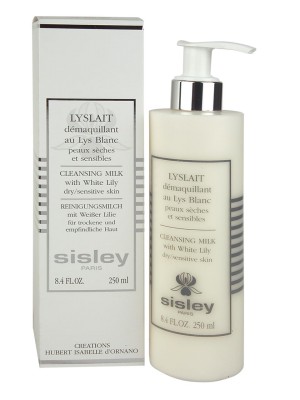 LYSLAIT
démaquillant
au Lys Blanc
peaux sèches
et sensibles
CLEANSING MILK
with White Lily
dry/sensitive skin
REINIGUNGSMILCH
mit Weißer Lilie
für trockene und
empfindliche Haut
sisley
PARIS
8.4 FL.OZ. 250 ml
CREATIONS
HUBERT ISABELLE d'ORNANO
LYSLAIT
démaquillant
au Lys Blanc
peaux sèches
et sensibles
CLEANSING MILK
with White Lily
dry/sensitive skin
sisley
PARIS
8.4 FL.OZ. 250 ml